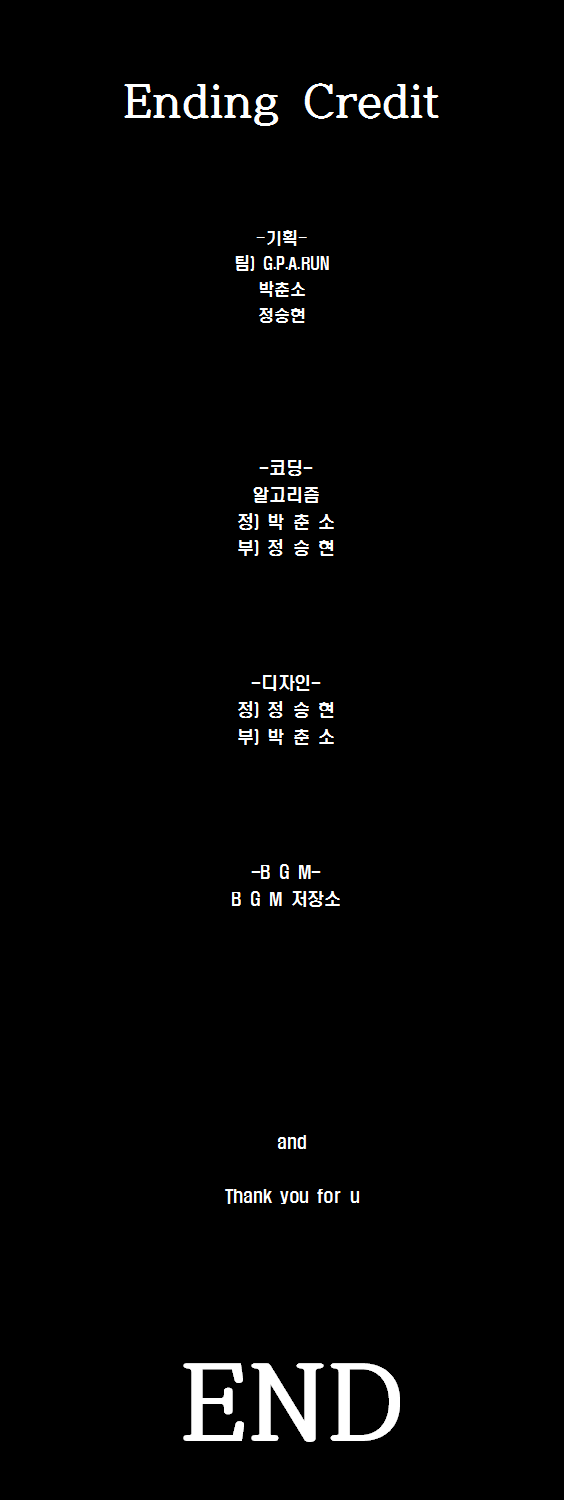 Ending Credit
-기획-
팀) G.P.A.RUN
박춘소
정승현
-코딩-
알고리즘
정) 박 춘 소
부) 정 승 현
-디자인-
정) 정 승 현
부) 박 춘 소
-B G M-
B G M 저장소
and
Thank you for u
END